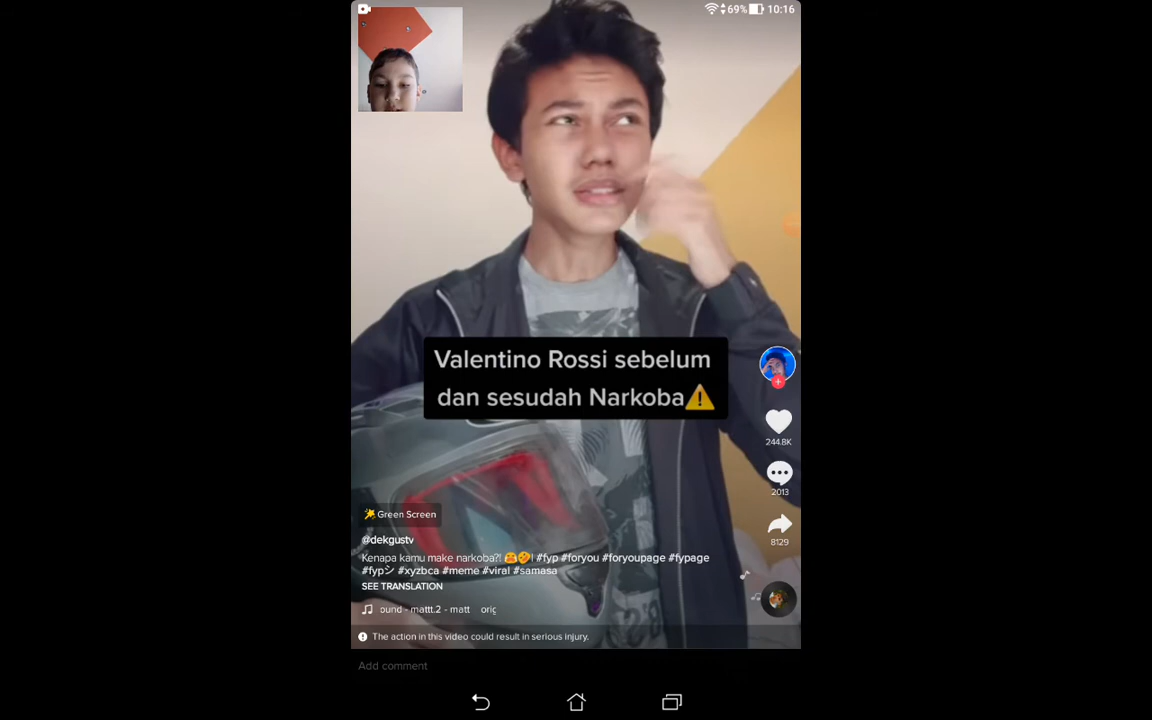 69% 10:16
Valentino Rossi sebelum
dan sesudah Narkoba⚠️
244.8K
2013
8129
Green Screen
@dekgustv
Kenapa kamu make narkoba?! | #fyp #foryou #foryoupage #fypage
#fypシ #xyzbca #meme #viral #samasa
SEE TRANSLATION
ound - mattt.2 - matt orig
The action in this video could result in serious injury.
Add comment